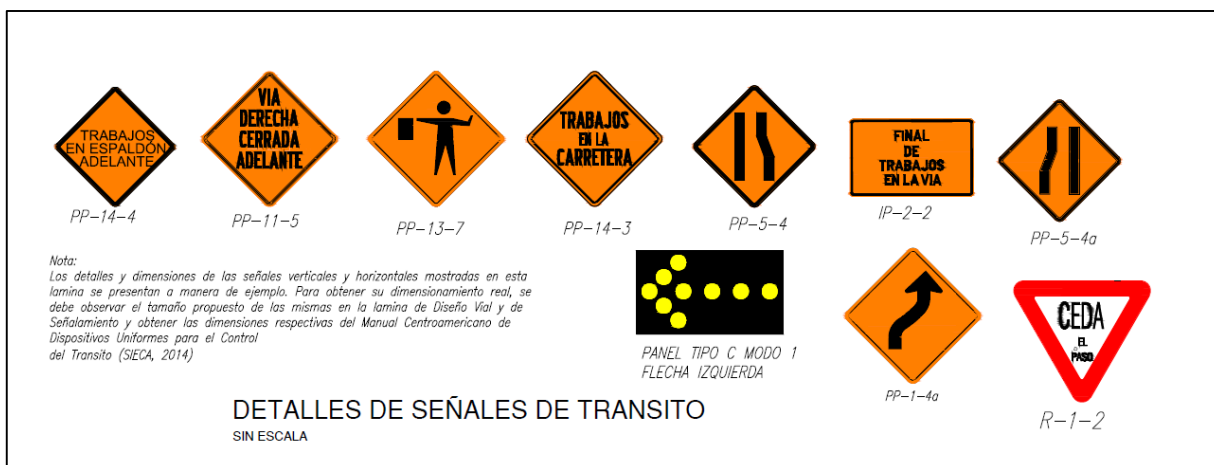 TRABAJOS
EN ESPALDÓN
ADELANTE
PP-14-4
VIA
DERECHA
CERRADA
ADELANTE
PP-11-5
PP-13-7
TRABAJOS
EN LA
CARRETERA
PP-14-3
PP-5-4
FINAL
DE
TRABAJOS
EN LA VIA
IP-2-2
PP-5-4a
Nota:
Los detalles y dimensiones de las señales verticales y horizontales mostradas en esta
lamina se presentan a manera de ejemplo. Para obtener su dimensionamiento real, se
debe observar el tamaño propuesto de las mismas en la lamina de Diseño Vial y de
Señalamiento y obtener las dimensiones respectivas del Manual Centroamericano de
Dispositivos Uniformes para el Control
del Transito (SIECA, 2014)
PANEL TIPO C MODO 1
FLECHA IZQUIERDA
PP-1-4a
CEDA
EL
PASO
R-1-2
DETALLES DE SEÑALES DE TRANSITO
SIN ESCALA